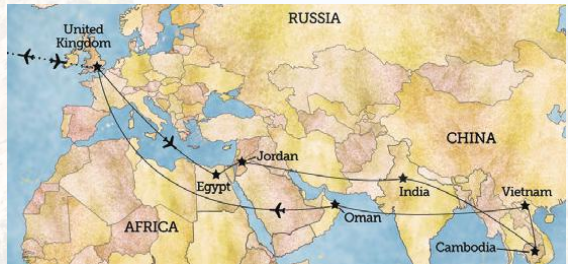 RUSSIA
United
Kingdom
CHINA
Jordan
Egypt
India
Vietnam
Oman
AFRICA
Cambodia